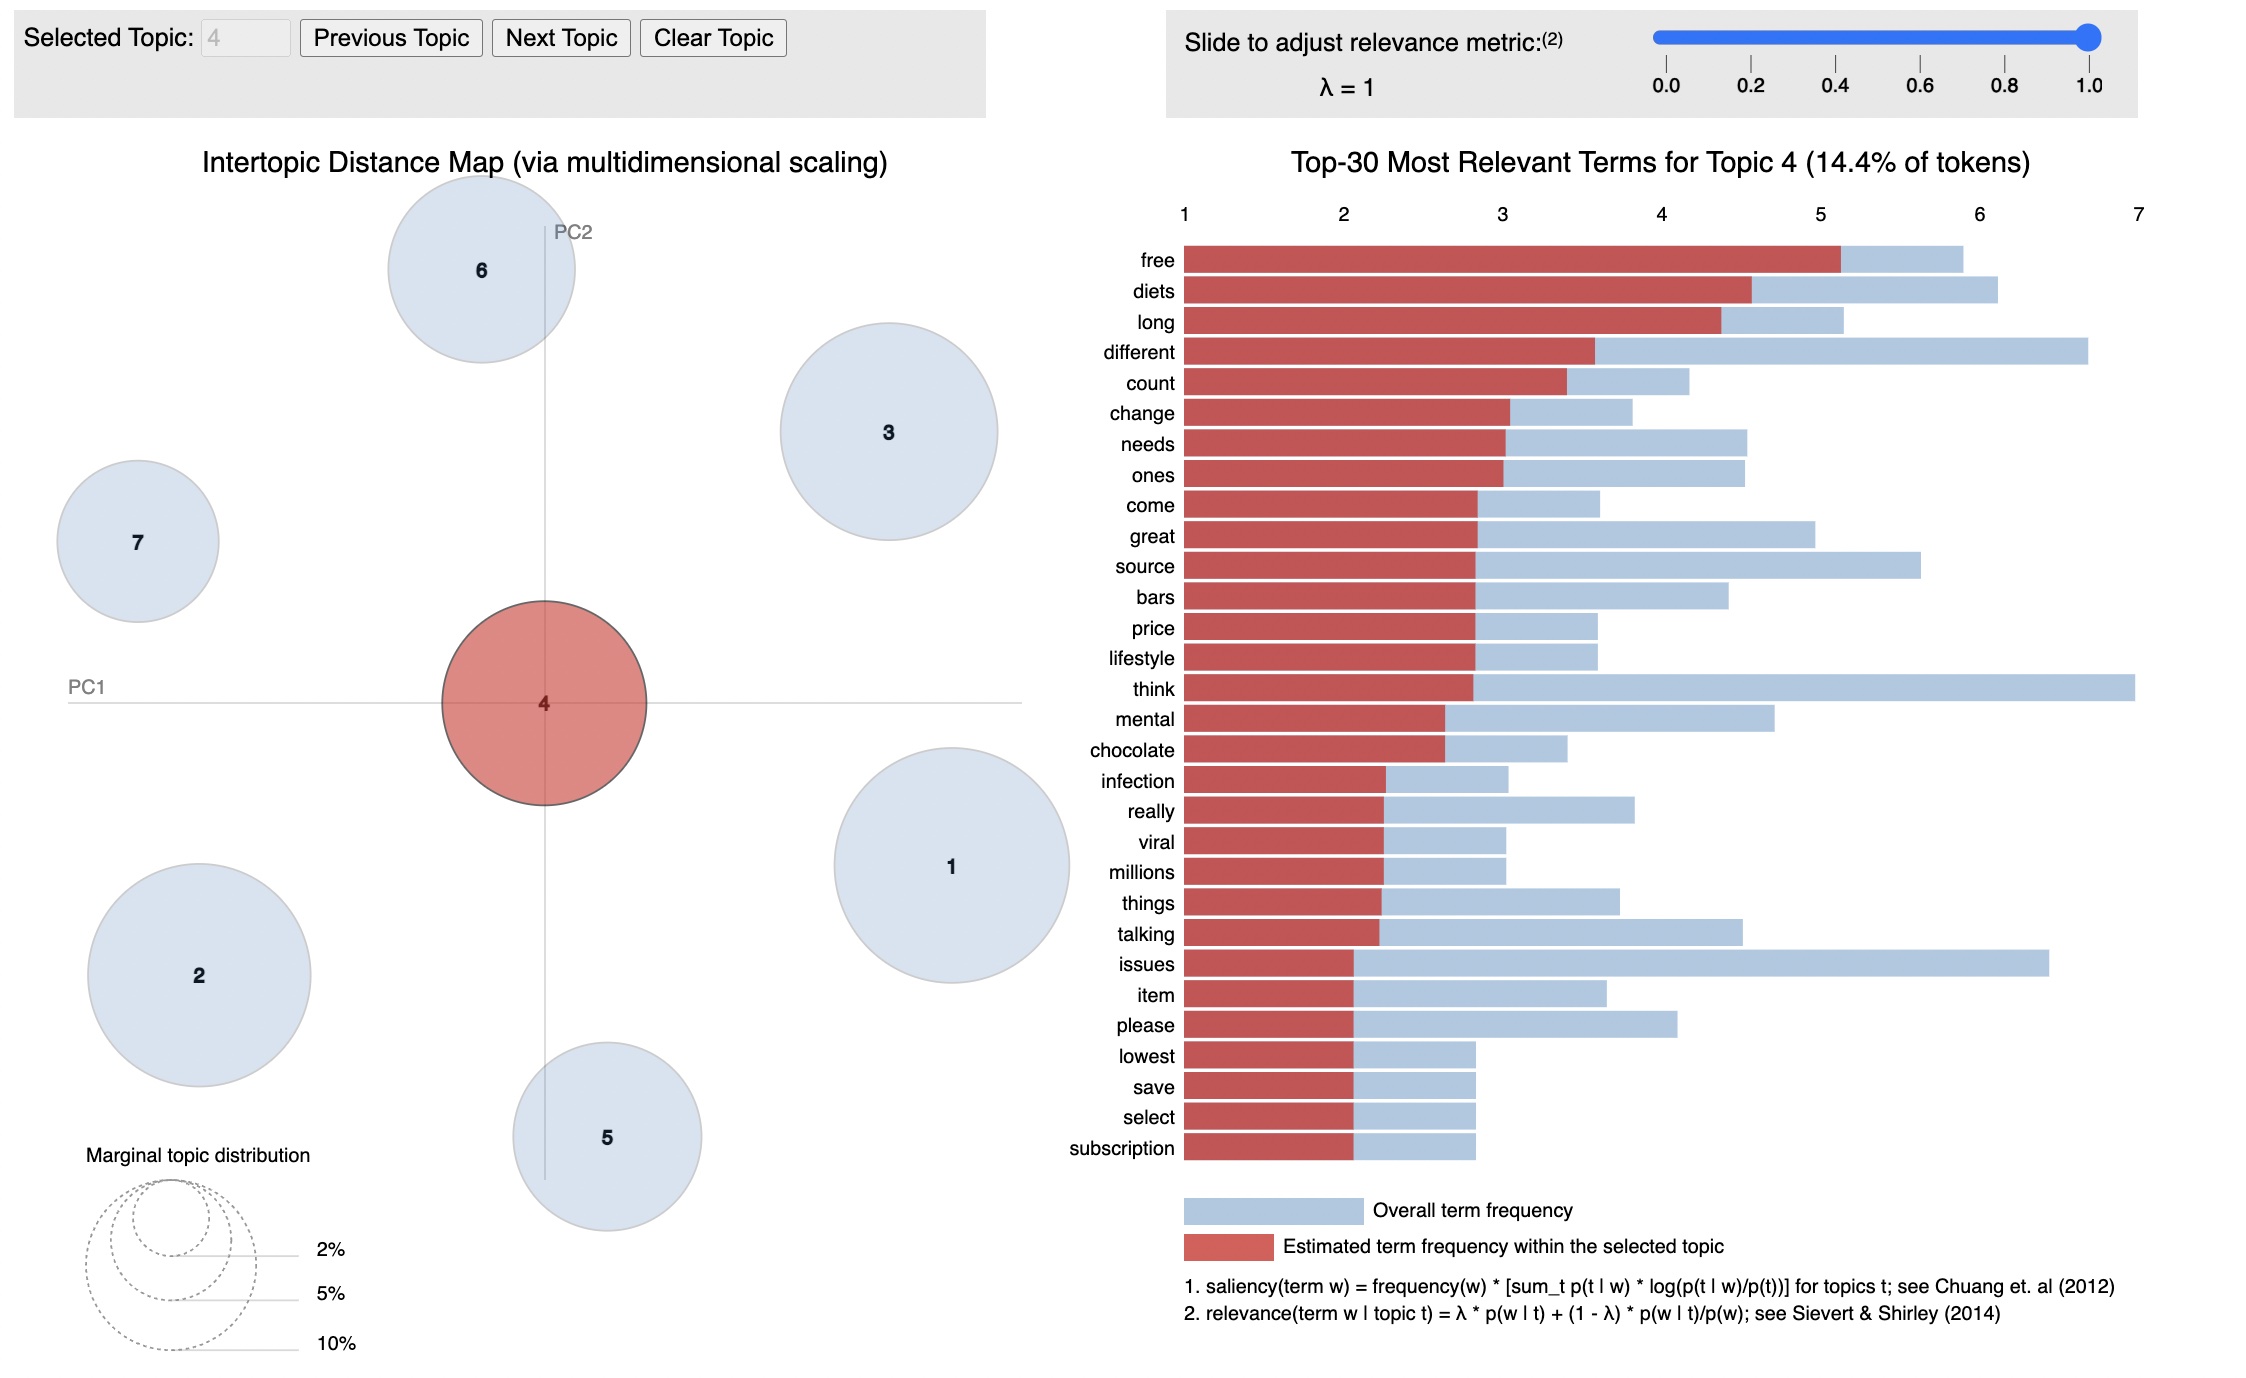 Selected Topic: 4 Previous Topic Next Topic Clear Topic
Slide to adjust relevance metric:(2)
λ = 1
0.0 0.2 0.4 0.6 0.8 1.0
Intertopic Distance Map (via multidimensional scaling)
PC2
6
3
7
PC1
4
1
2
5
Marginal topic distribution
2%
5%
10%
Top-30 Most Relevant Terms for Topic 4 (14.4% of tokens)
1 2 3 4 5 6 7
free
diets
long
different
count
change
needs
ones
come
great
source
bars
price
lifestyle
think
mental
chocolate
infection
really
viral
millions
things
talking
issues
item
please
lowest
save
select
subscription
Overall term frequency
Estimated term frequency within the selected topic
1. saliency(term w) = frequency(w) * [sum_t p(t | w) * log(p(t | w)/p(t))] for topics t; see Chuang et. al (2012)
2. relevance(term w | topic t) = λ * p(w | t) + (1 - λ) * p(w | t)/p(w); see Sievert & Shirley (2014)